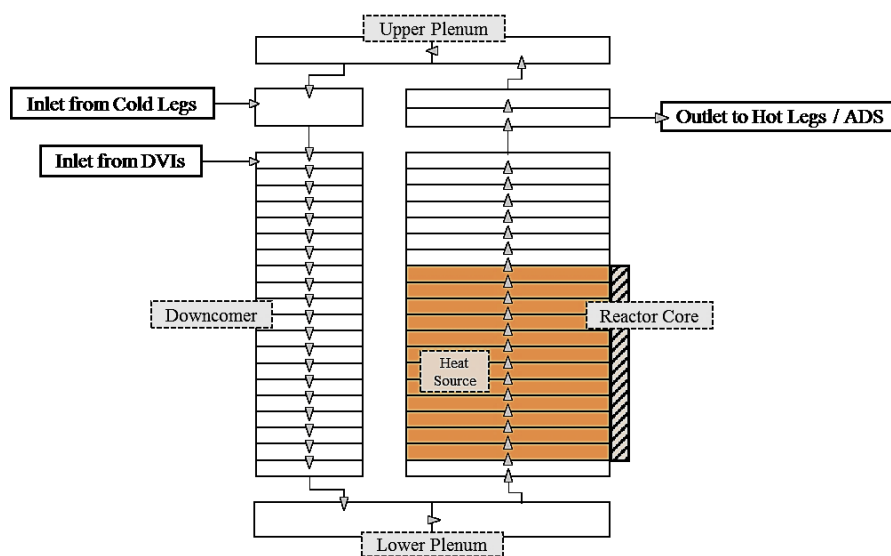 Upper Plenum
Inlet from Cold Legs
Outlet to Hot Legs / ADS
Inlet from DVIs
Downcomer
Reactor Core
Heat
Source
Lower Plenum